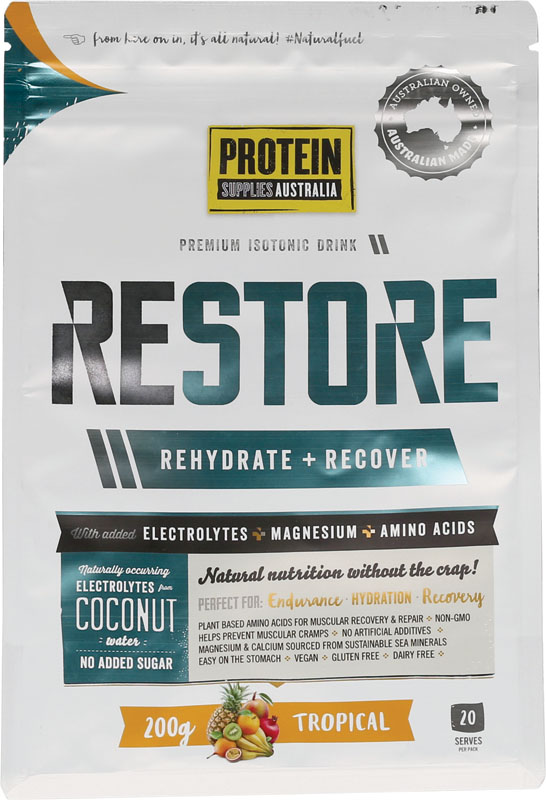 from here on in, it's all natural! #Naturalfuel
AUSTRALIAN OWNED
AUSTRALIAN MADE
PROTEIN
SUPPLIES AUSTRALIA
PREMIUM ISOTONIC DRINK
RESTORE
REHYDRATE + RECOVER
With added ELECTROLYTES + MAGNESIUM + AMINO ACIDS
Naturally occurring
ELECTROLYTES from
COCONUT
water
NO ADDED SUGAR
Natural nutrition without the crap!
PERFECT FOR: Endurance · HYDRATION · Recovery
PLANT BASED AMINO ACIDS FOR MUSCULAR RECOVERY & REPAIR + NON-GMO
HELPS PREVENT MUSCULAR CRAMPS + NO ARTIFICIAL ADDITIVES +
MAGNESIUM & CALCIUM SOURCED FROM SUSTAINABLE SEA MINERALS
EASY ON THE STOMACH + VEGAN + GLUTEN FREE + DAIRY FREE +
200g TROPICAL
20
SERVES
PER PACK